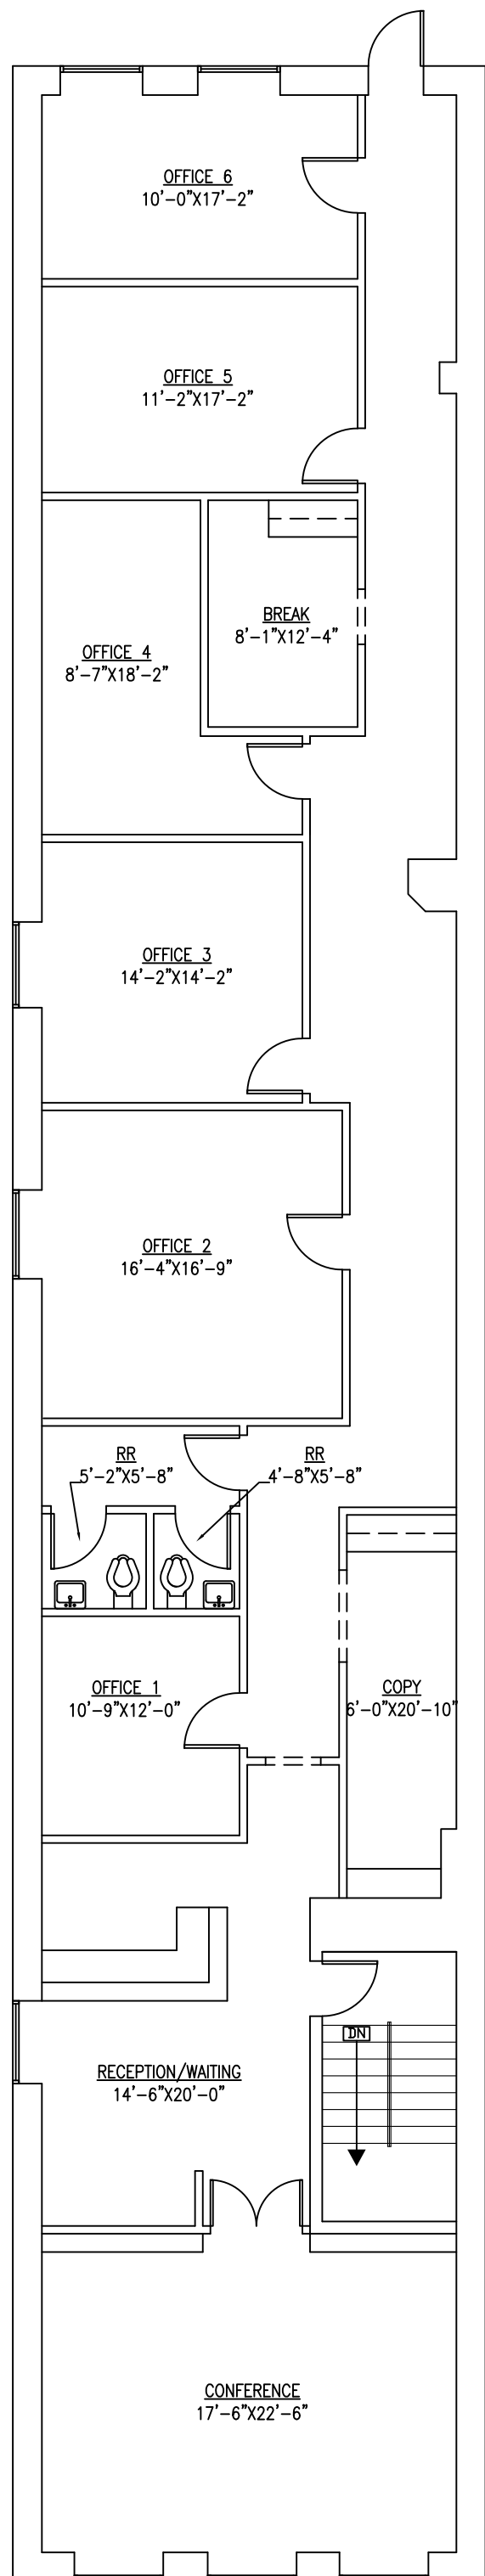 OFFICE 6
10'-0"X17'-2"
OFFICE 5
11'-2"X17'-2"
BREAK
8'-1"X12'-4"
OFFICE 4
8'-7"X18'-2"
OFFICE 3
14'-2"X14'-2"
OFFICE 2
16'-4"X16'-9"
RR
5'-2"X5'-8"
RR
4'-8"X5'-8"
OFFICE 1
10'-9"X12'-0"
COPY
6'-0"X20'-10"
DN
RECEPTION/WAITING
14'-6"X20'-0"
CONFERENCE
17'-6"X22'-6"